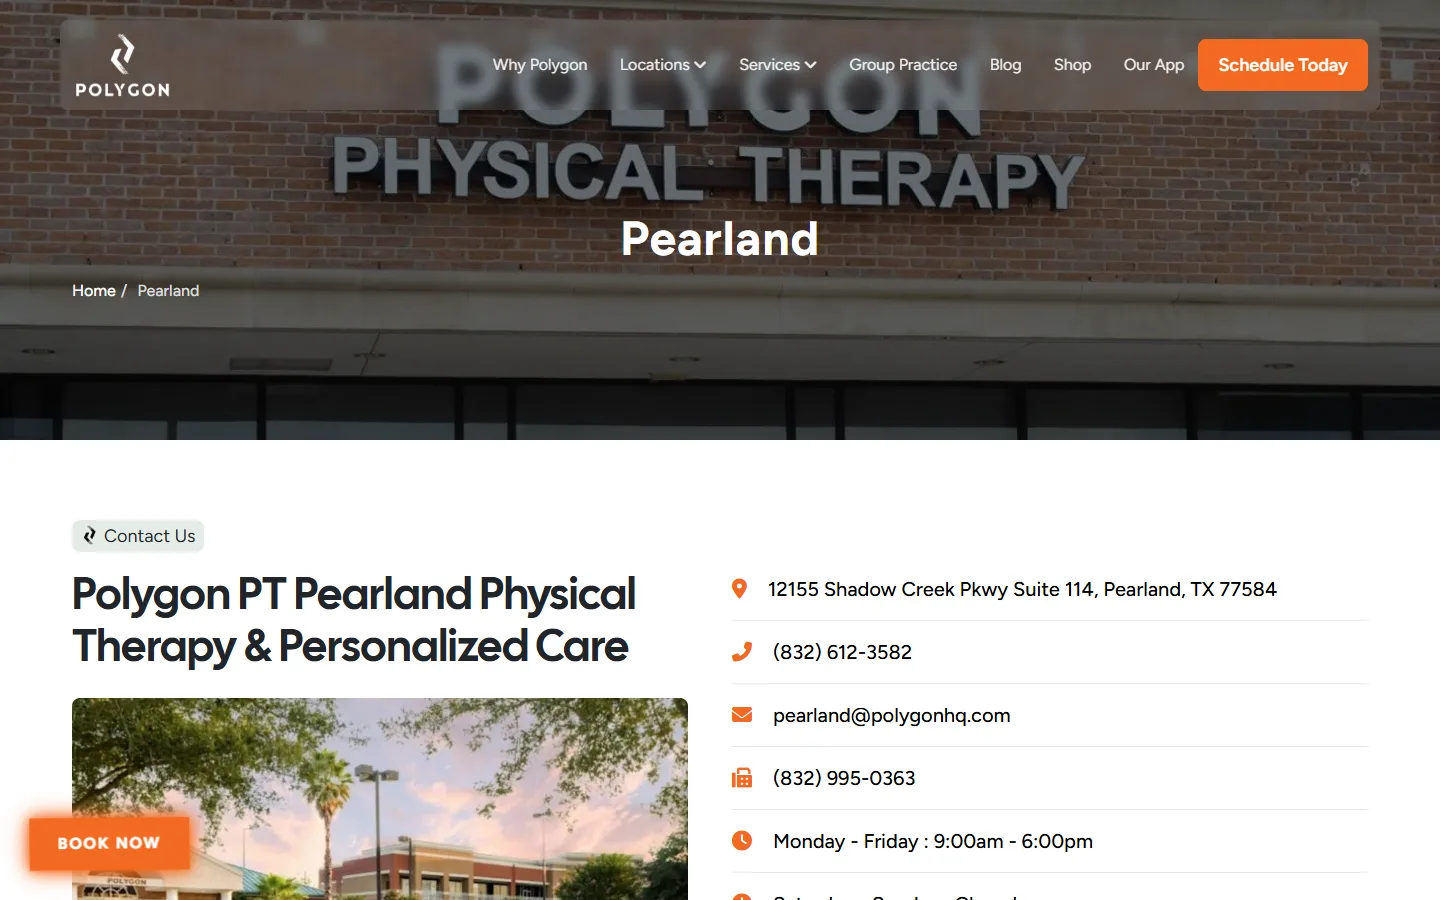 POLYGON
Why Polygon
Locations
Services
Group Practice
Blog
Shop
Our App
Schedule Today
POLYGON
PHYSICAL THERAPY
Pearland
Home / Pearland
Contact Us
Polygon PT Pearland Physical
Therapy & Personalized Care
12155 Shadow Creek Pkwy Suite 114, Pearland, TX 77584
(832) 612-3582
pearland@polygonhq.com
(832) 995-0363
Monday - Friday : 9:00am - 6:00pm
BOOK NOW
POLYGON